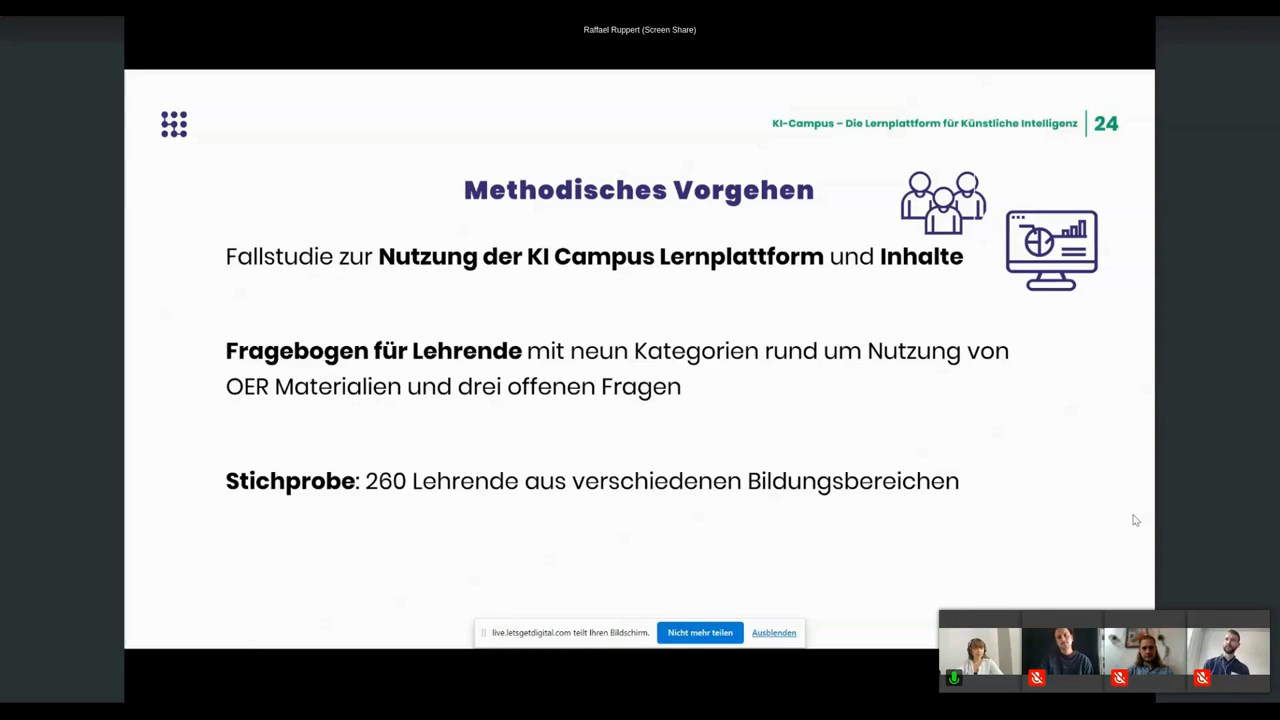 Raffael Ruppert (Screen Share)
KI-Campus – Die Lernplattform für Künstliche Intelligenz
24
Methodisches Vorgehen
Fallstudie zur Nutzung der KI Campus Lernplattform und Inhalte
Fragebogen für Lehrende mit neun Kategorien rund um Nutzung von
OER Materialien und drei offenen Fragen
Stichprobe: 260 Lehrende aus verschiedenen Bildungsbereichen
live.letsgetdigital.com teilt Ihren Bildschirm.
Nicht mehr teilen
Ausblenden